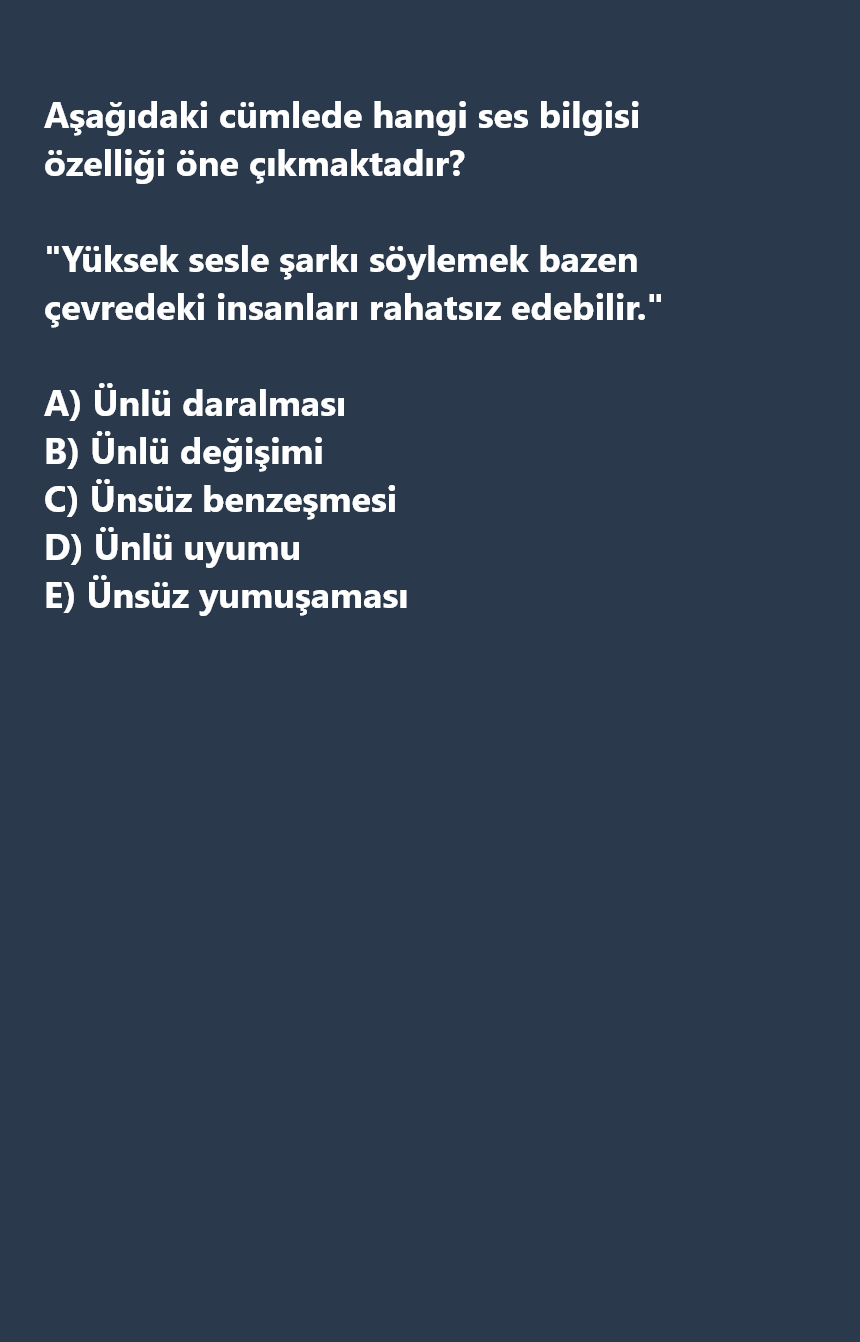 Aşağıdaki cümlede hangi ses bilgisi
özelliği öne çıkmaktadır?
"Yüksek sesle şarkı söylemek bazen
çevredeki insanları rahatsız edebilir."
A) Ünlü daralması
B) Ünlü değişimi
C) Ünsüz benzeşmesi
D) Ünlü uyumu
E) Ünsüz yumuşaması